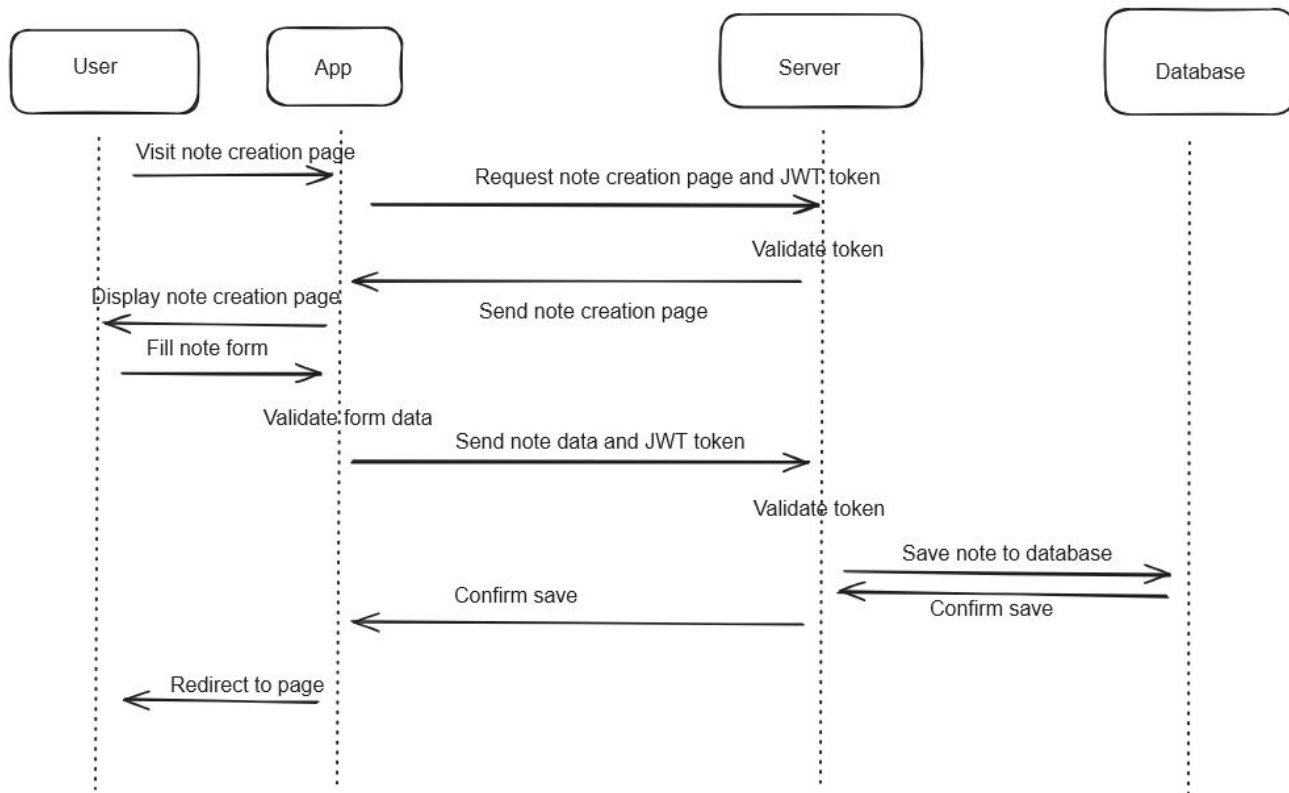 User
App
Server
Database
Visit note creation page
Request note creation page and JWT token
Validate token
Display note creation page
Send note creation page
Fill note form
Validate form data
Send note data and JWT token
Validate token
Save note to database
Confirm save
Confirm save
Redirect to page